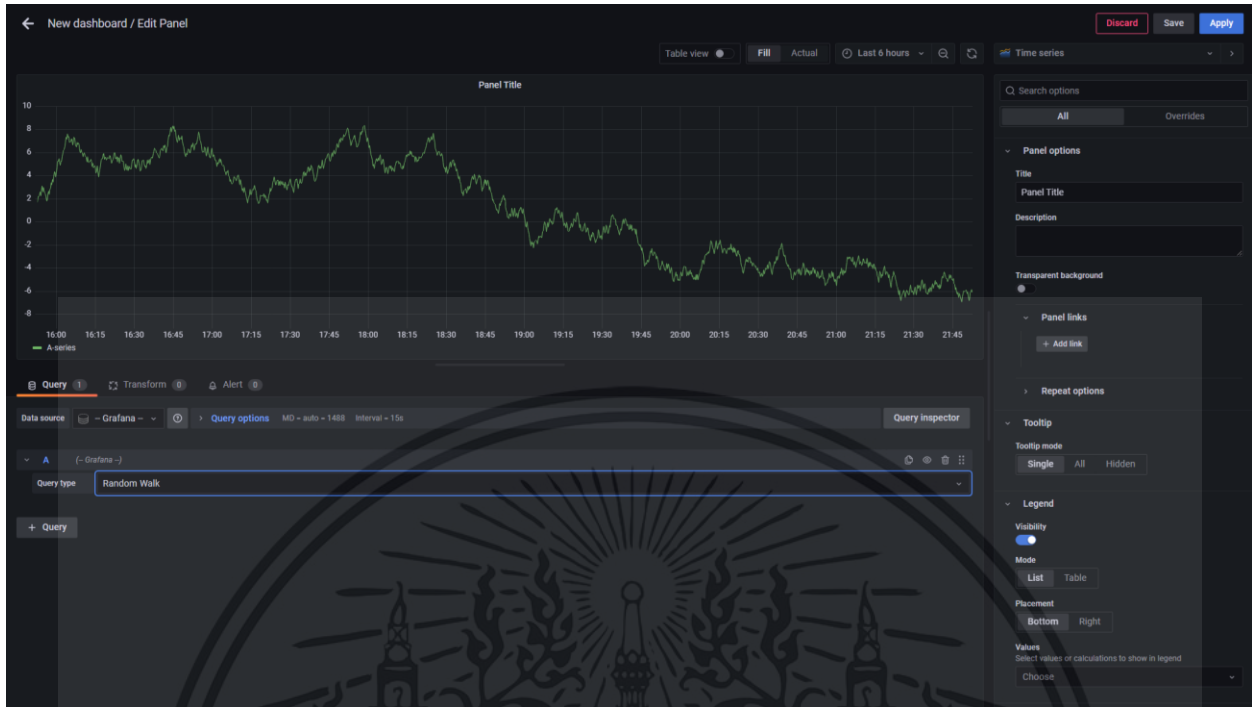 New dashboard / Edit Panel
Discard Save Apply
Table view Fill Actual Last 6 hours Time series
Panel Title
10
8
6
4
2
0
-2
-4
-6
-8
16:00 16:15 16:30 16:45 17:00 17:15 17:30 17:45 18:00 18:15 18:30 18:45 19:00 19:15 19:30 19:45 20:00 20:15 20:30 20:45 21:00 21:15 21:30 21:45
A-series
Query 1 Transform 0 Alert 0
Data source -- Grafana -- Query options MD = auto = 1488 Interval = 15s Query inspector
A (-- Grafana --)
Query type Random Walk
+ Query
Search options
All Overrides
Panel options
Title
Panel Title
Description
Transparent background
Panel links
+ Add link
Repeat options
Tooltip
Tooltip mode
Single All Hidden
Legend
Visibility
Mode
List Table
Placement
Bottom Right
Values
Select values or calculations to show in legend
Choose